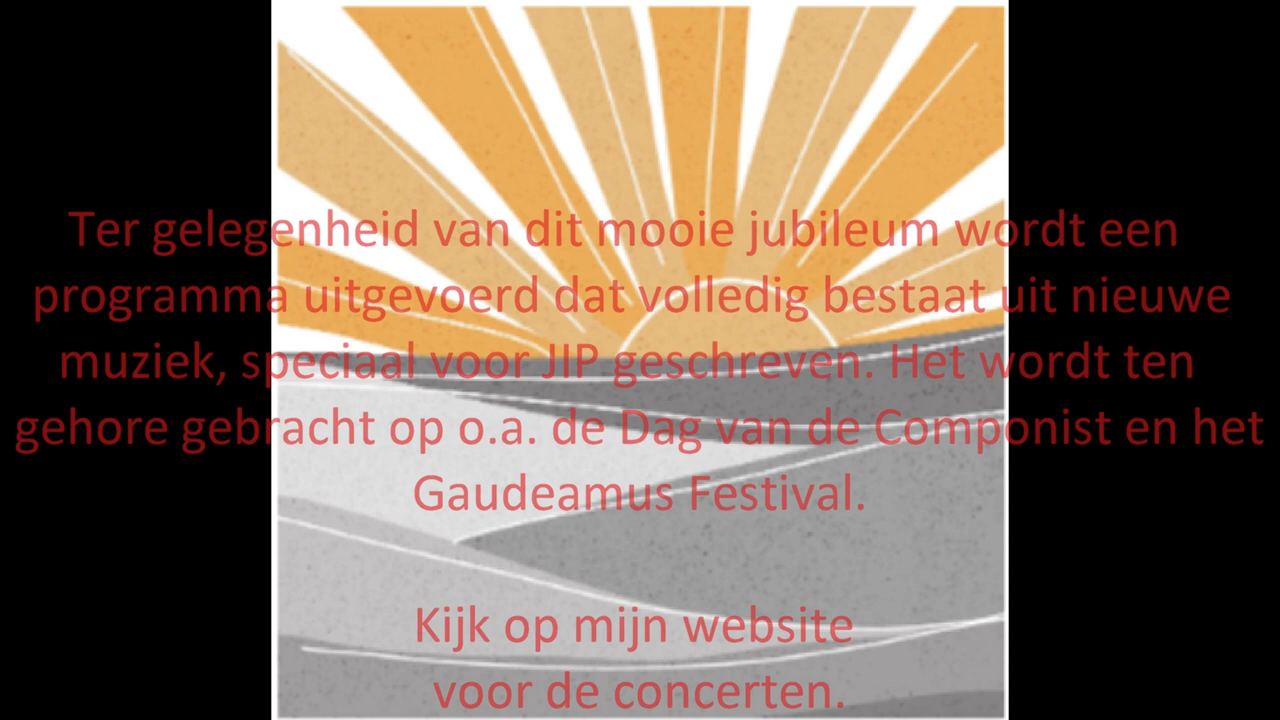 Ter gelegenheid van dit mooie jubileum wordt een
programma uitgevoerd dat volledig bestaat uit nieuwe
muziek, speciaal voor JIP geschreven. Het wordt ten
gehore gebracht op o.a. de Dag van de Componist en het
Gaudeamus Festival.
Kijk op mijn website
voor de concerten.